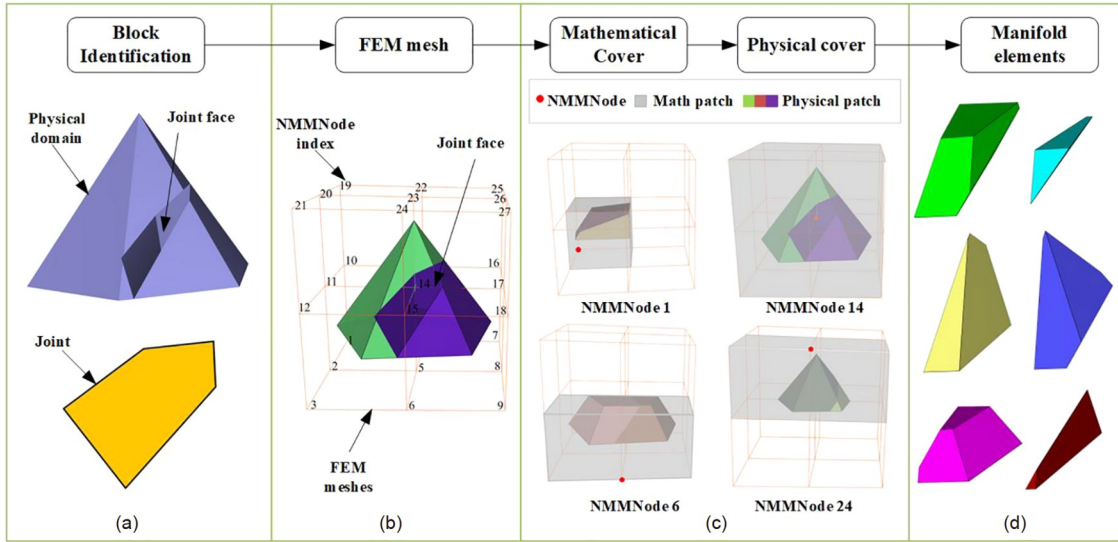 Block
Identification
FEM mesh
Mathematical
Cover
Physical cover
Manifold
elements
NMMNode
Math patch
Physical patch
Physical
domain
Joint face
Joint
(a)
NMMNode
index
Joint face
19
22
25
20
23
26
21
24
27
10
16
11
14
17
12
15
18
1
7
2
5
8
3
6
9
FEM
meshes
(b)
NMMNode 1
NMMNode 14
NMMNode 6
NMMNode 24
(c)
(d)